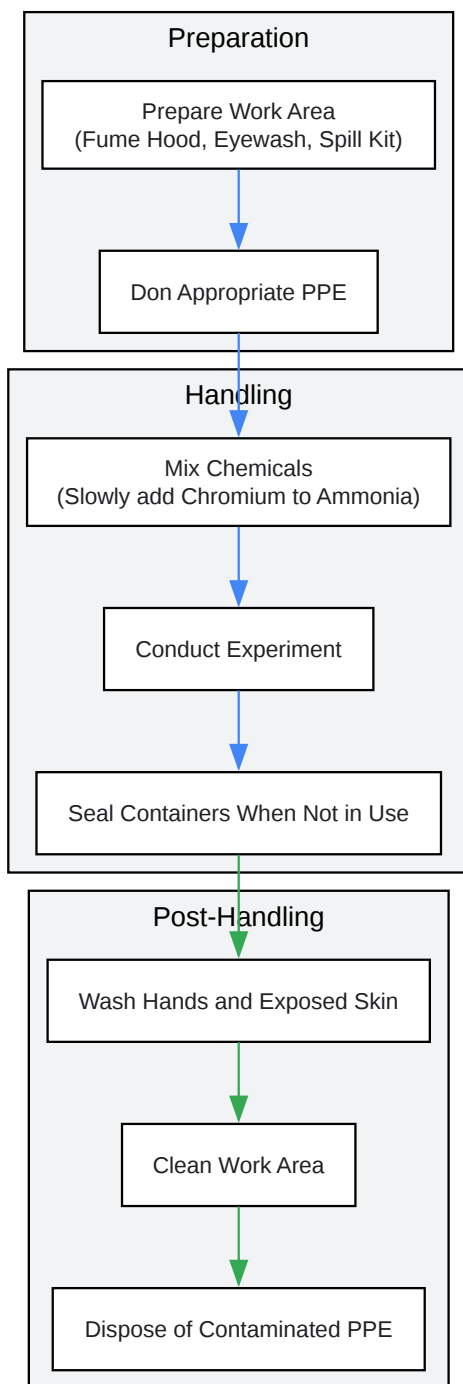 Preparation
Prepare Work Area
(Fume Hood, Eyewash, Spill Kit)
Don Appropriate PPE
Handling
Mix Chemicals
(Slowly add Chromium to Ammonia)
Conduct Experiment
Seal Containers When Not in Use
Post-Handling
Wash Hands and Exposed Skin
Clean Work Area
Dispose of Contaminated PPE